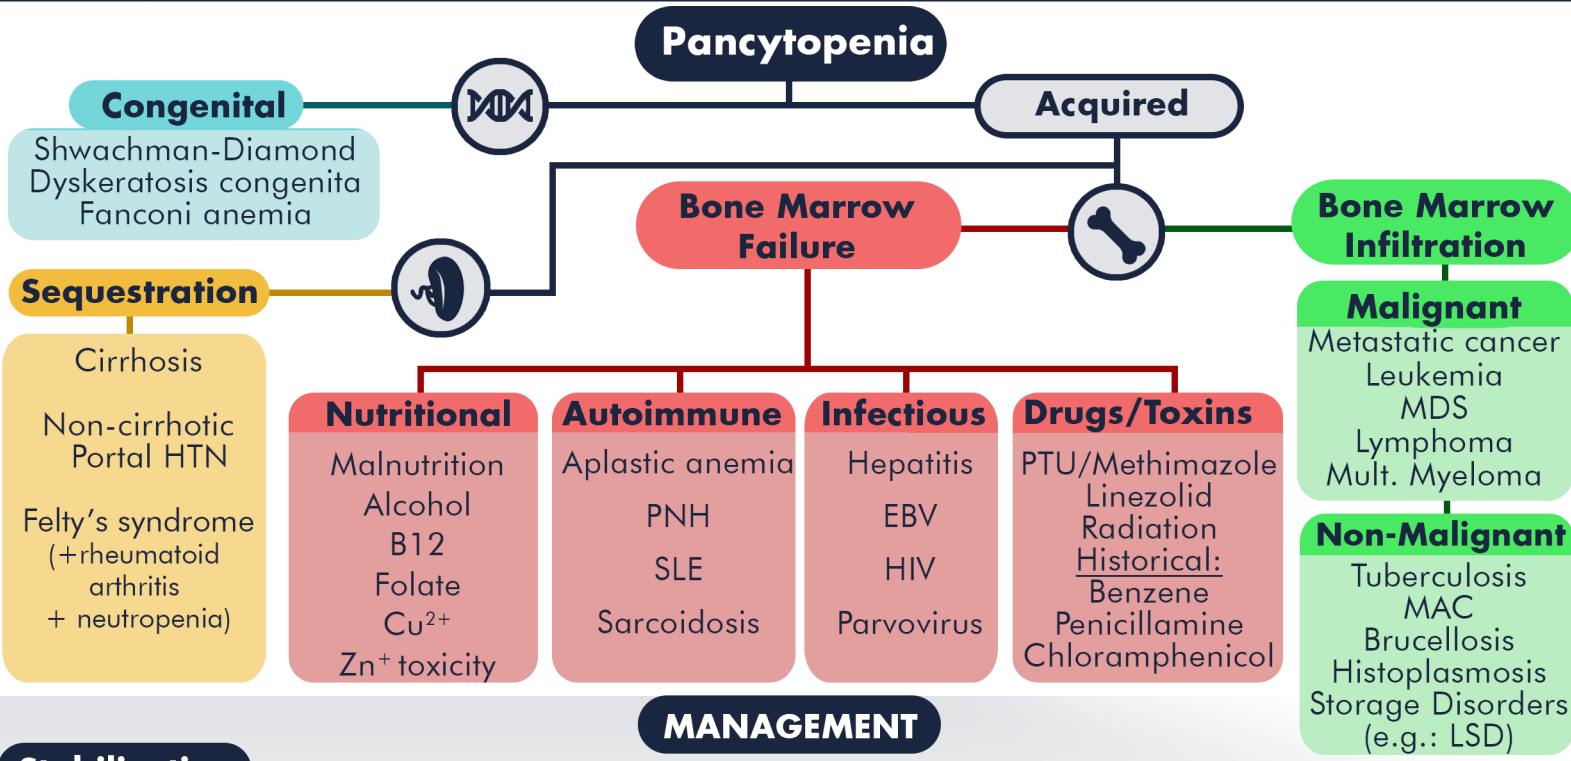 Pancytopenia
Congenital
Shwachman-Diamond
Dyskeratosis congenita
Fanconi anemia
Acquired
Sequestration
Cirrhosis
Non-cirrhotic
Portal HTN
Felty's syndrome
(+rheumatoid
arthritis
+ neutropenia)
Bone Marrow
Failure
Nutritional
Malnutrition
Alcohol
B12
Folate
Cu²⁺
Zn⁺ toxicity
Autoimmune
Aplastic anemia
PNH
SLE
Sarcoidosis
Infectious
Hepatitis
EBV
HIV
Parvovirus
Drugs/Toxins
PTU/Methimazole
Linezolid
Radiation
Historical:
Benzene
Penicillamine
Chloramphenicol
Bone Marrow
Infiltration
Malignant
Metastatic cancer
Leukemia
MDS
Lymphoma
Mult. Myeloma
Non-Malignant
Tuberculosis
MAC
Brucellosis
Histoplasmosis
Storage Disorders
(e.g.: LSD)
MANAGEMENT